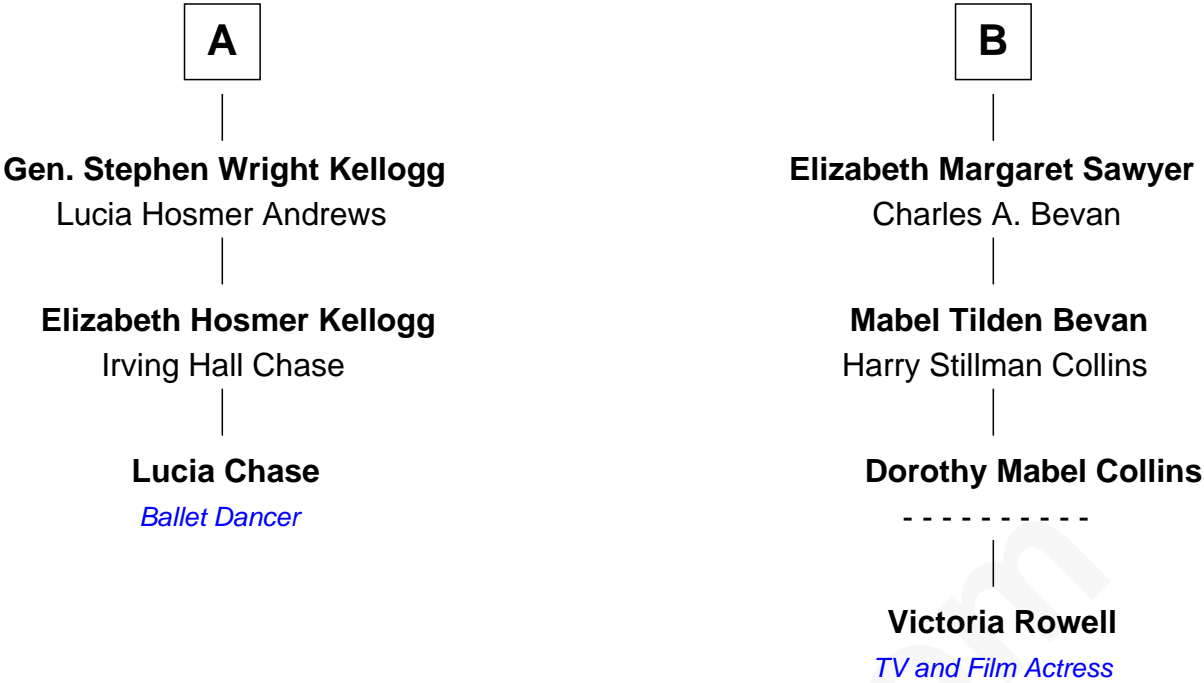 A
Gen. Stephen Wright Kellogg
Lucia Hosmer Andrews
Elizabeth Hosmer Kellogg
Irving Hall Chase
Lucia Chase
Ballet Dancer
B
Elizabeth Margaret Sawyer
Charles A. Bevan
Mabel Tilden Bevan
Harry Stillman Collins
Dorothy Mabel Collins
- - - - - - - - - -
Victoria Rowell
TV and Film Actress